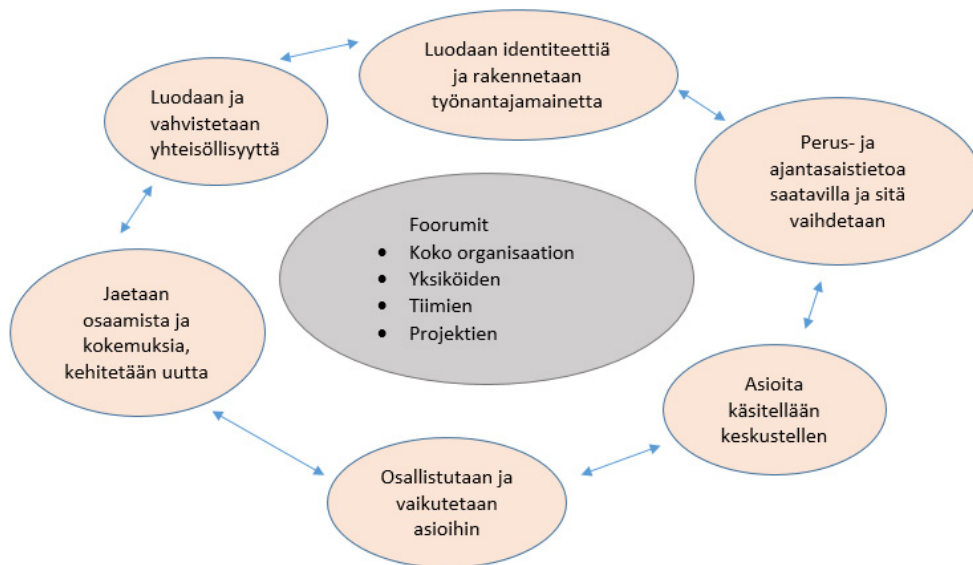 Luodaan identiteettiä
ja rakennetaan
työnantajamainetta
Perus- ja
ajantasaistietoa
saatavilla ja sitä
vaihdetaan
Asioita
käsitellään
keskustellen
Osallistutaan ja
vaikutetaan
asioihin
Jaetaan
osaamista ja
kokemuksia,
kehitetään uutta
Luodaan ja
vahvistetaan
yhteisöllisyyttä
Foorumit
• Koko organisaation
• Yksiköiden
• Tiimien
• Projektien